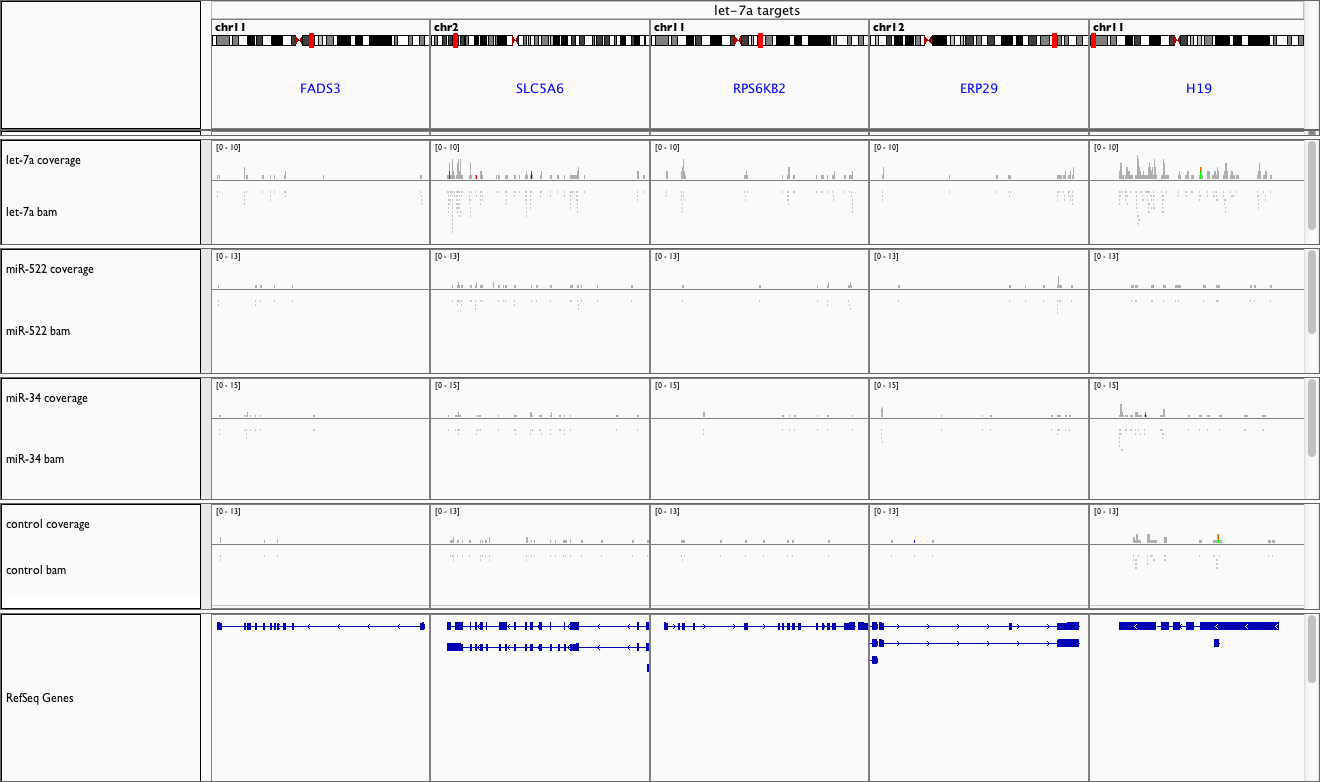 let-7a targets
chr11 chr2 chr11 chr12 chr11
FADS3 SLC5A6 RPS6KB2 ERP29 H19
[0 - 10] [0 - 10] [0 - 10] [0 - 10] [0 - 10]
let-7a coverage
let-7a bam
[0 - 13] [0 - 13] [0 - 13] [0 - 13] [0 - 13]
miR-522 coverage
miR-522 bam
[0 - 15] [0 - 15] [0 - 15] [0 - 15] [0 - 15]
miR-34 coverage
miR-34 bam
[0 - 13] [0 - 13] [0 - 13] [0 - 13] [0 - 13]
control coverage
control bam
RefSeq Genes